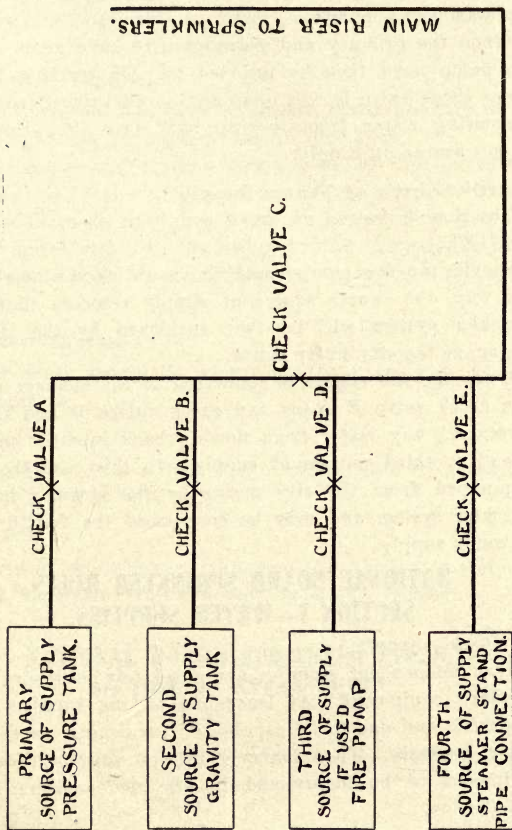 PRIMARY
SOURCE OF SUPPLY
PRESSURE TANK.
CHECK VALVE A
SECOND
SOURCE OF SUPPLY
GRAVITY TANK
CHECK VALVE B.
CHECK VALVE C.
THIRD
SOURCE OF SUPPLY
IF USED
FIRE PUMP
CHECK VALVE D.
FOURTH
SOURCE OF SUPPLY
STEAMER STAND
PIPE CONNECTION.
CHECK VALVE E.
MAIN RISER TO SPRINKLERS.